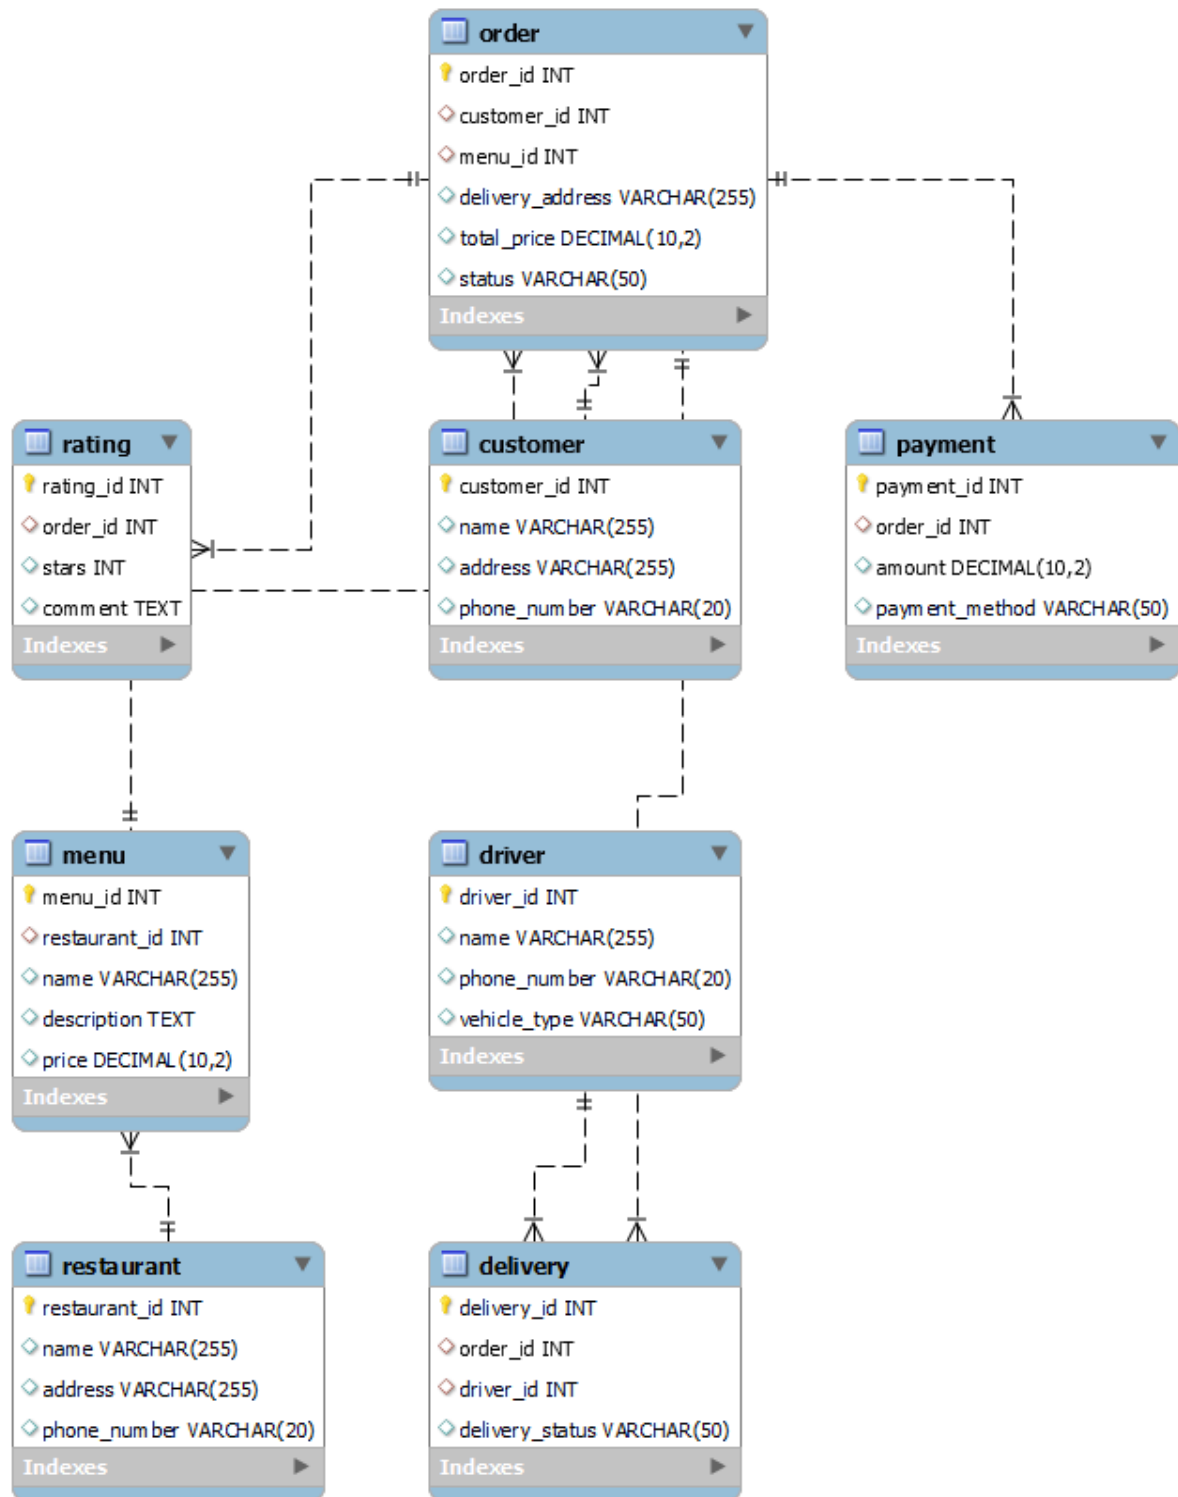 order
order_id INT
customer_id INT
menu_id INT
delivery_address VARCHAR(255)
total_price DECIMAL(10,2)
status VARCHAR(50)
Indexes
rating
rating_id INT
order_id INT
stars INT
comment TEXT
Indexes
customer
customer_id INT
name VARCHAR(255)
address VARCHAR(255)
phone_number VARCHAR(20)
Indexes
payment
payment_id INT
order_id INT
amount DECIMAL(10,2)
payment_method VARCHAR(50)
Indexes
menu
menu_id INT
restaurant_id INT
name VARCHAR(255)
description TEXT
price DECIMAL(10,2)
Indexes
driver
driver_id INT
name VARCHAR(255)
phone_number VARCHAR(20)
vehicle_type VARCHAR(50)
Indexes
restaurant
restaurant_id INT
name VARCHAR(255)
address VARCHAR(255)
phone_number VARCHAR(20)
Indexes
delivery
delivery_id INT
order_id INT
driver_id INT
delivery_status VARCHAR(50)
Indexes